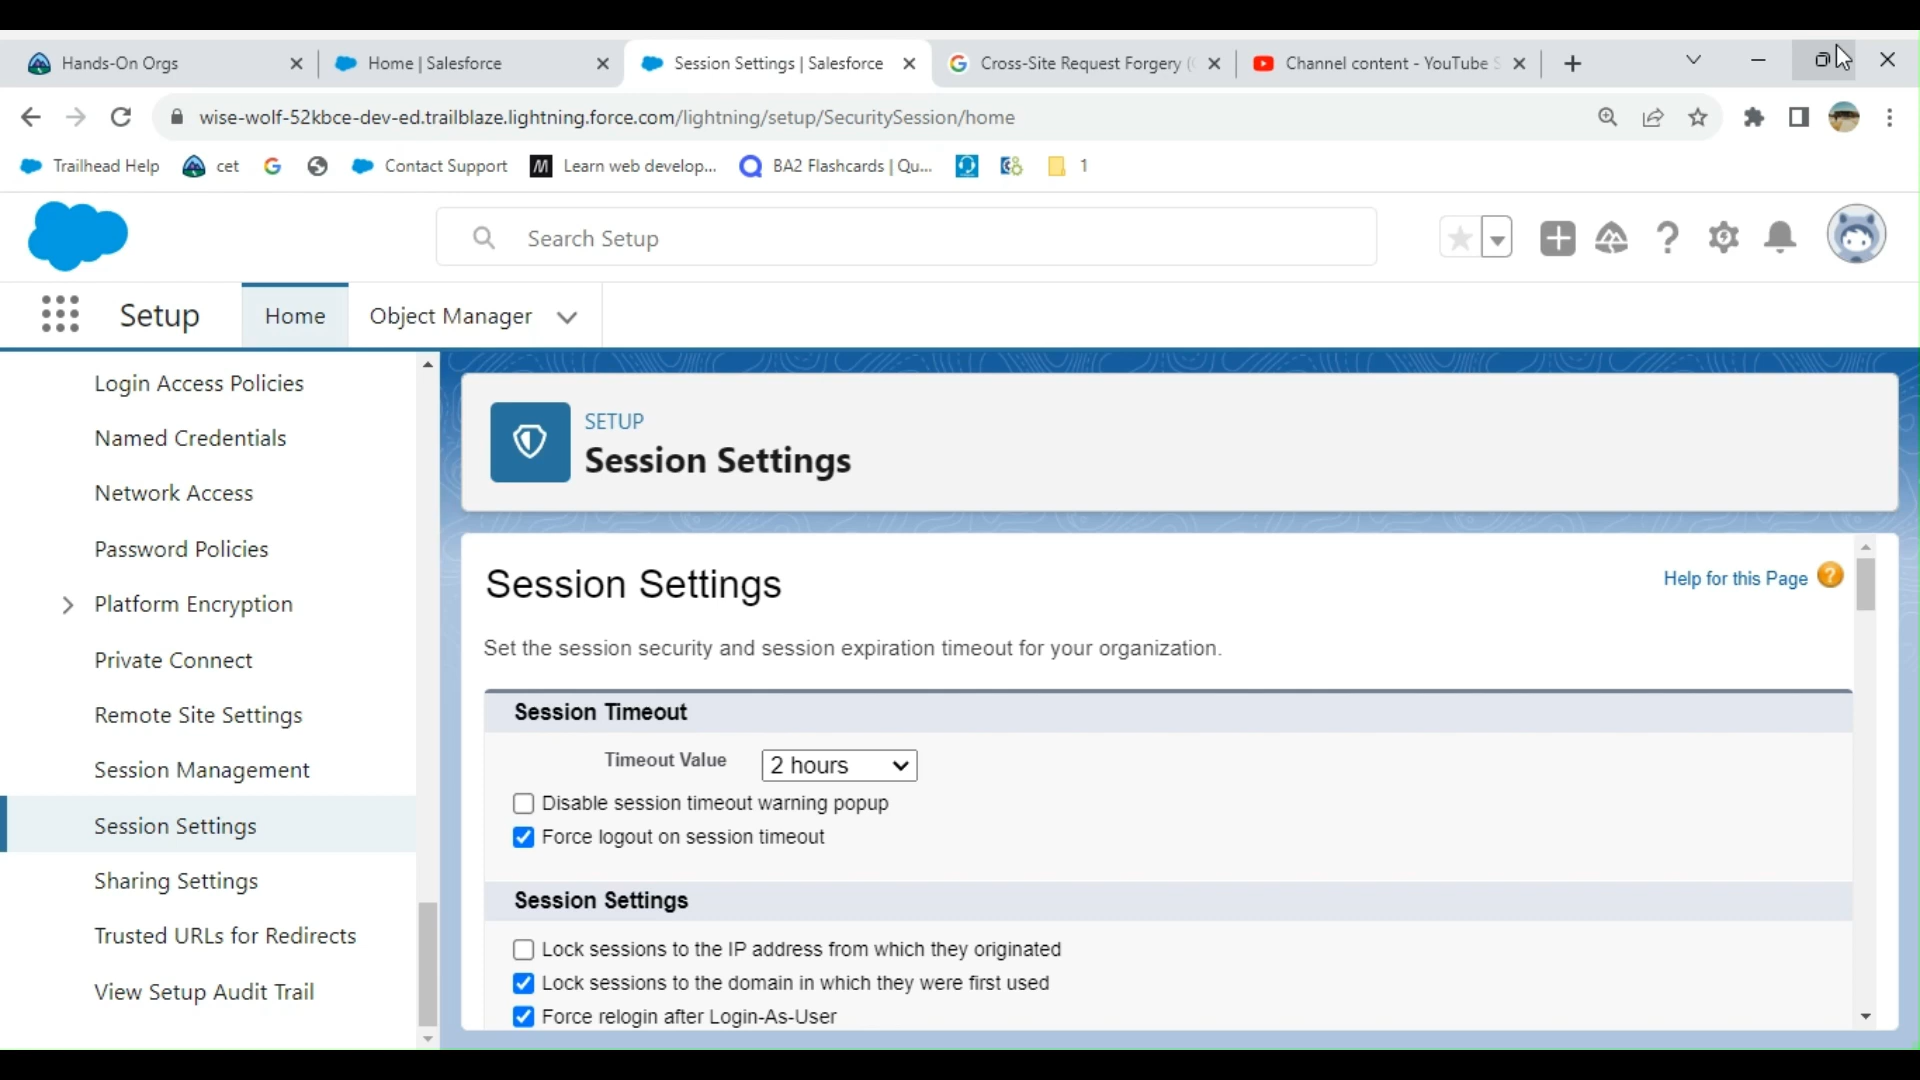 Hands-On Orgs
Home | Salesforce
Session Settings | Salesforce
Cross-Site Request Forgery (
Channel content - YouTube S
wise-wolf-52kbce-dev-ed.trailblaze.lightning.force.com/lightning/setup/SecuritySession/home
Trailhead Help
cet
Contact Support
Learn web develop...
BA2 Flashcards | Qu...
1
Search Setup
Setup
Home
Object Manager
Login Access Policies
Named Credentials
Network Access
Password Policies
Platform Encryption
Private Connect
Remote Site Settings
Session Management
Session Settings
Sharing Settings
Trusted URLs for Redirects
View Setup Audit Trail
SETUP
Session Settings
Session Settings
Help for this Page
Set the session security and session expiration timeout for your organization.
Session Timeout
Timeout Value
2 hours
Disable session timeout warning popup
Force logout on session timeout
Session Settings
Lock sessions to the IP address from which they originated
Lock sessions to the domain in which they were first used
Force relogin after Login-As-User